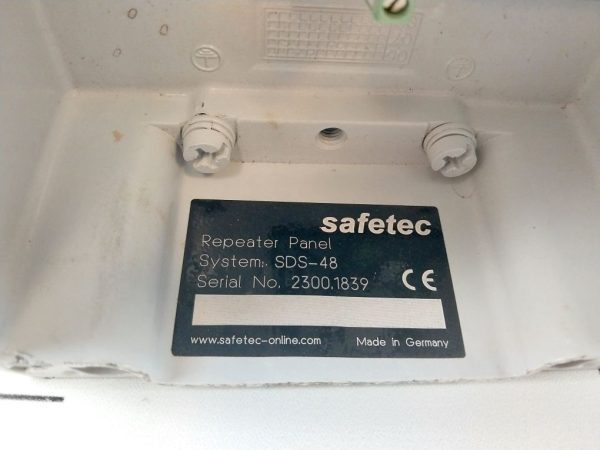 safetec
Repeater Panel
System: SDS-48
Serial No. 2300.1839
CE
www.safetec-online.com
Made in Germany